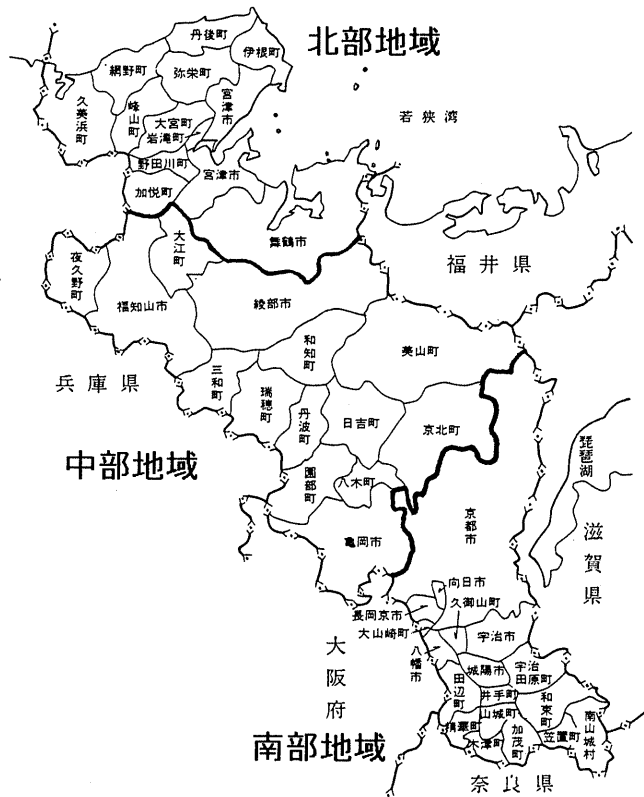 丹後町
伊根町
北部地域
網野町
弥栄町
宮津市
久美浜町
峰山町
大宮町
岩滝町
若狭湾
野田川町
宮津市
加悦町
大江町
舞鶴市
夜久野町
福井県
福知山市
綾部市
和知町
美山町
兵庫県
三和町
瑞穂町
丹波町
日吉町
京北町
琵琶湖
中部地域
園部町
八木町
京都市
滋賀県
亀岡市
向日市
久御山町
長岡京市
大山崎町
八幡市
宇治市
大阪府
城陽市
宇治
田原町
田辺町
井手町
和束町
山城町
精華町
木津町
加茂町
笠置町
南山城村
南部地域
奈良県